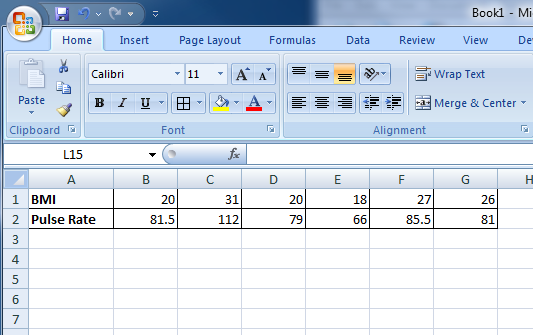 Book1 - Mi
Home Insert Page Layout Formulas Data Review View De
Calibri 11 A A Wrap Text
Paste B I U A Merge & Center
Clipboard Font Alignment
L15 fx
A B C D E F G H
1 BMI 20 31 20 18 27 26
2 Pulse Rate 81.5 112 79 66 85.5 81
3
4
5
6
7